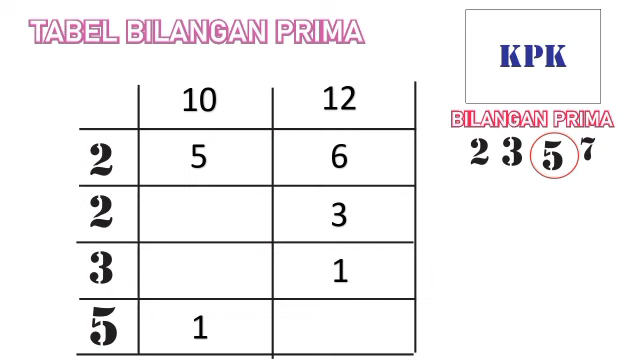 TABEL BILANGAN PRIMA
KPK
BILANGAN PRIMA
2 3 5 7
10 12
2 5 6
2 3
3 1
5 1